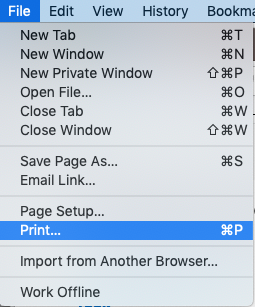 File Edit View History Bookma
New Tab ⌘T
New Window ⌘N
New Private Window ⇧⌘P
Open File... ⌘O
Close Tab ⌘W
Close Window ⇧⌘W
Save Page As... ⌘S
Email Link...
Page Setup...
Print... ⌘P
Import from Another Browser...
Work Offline